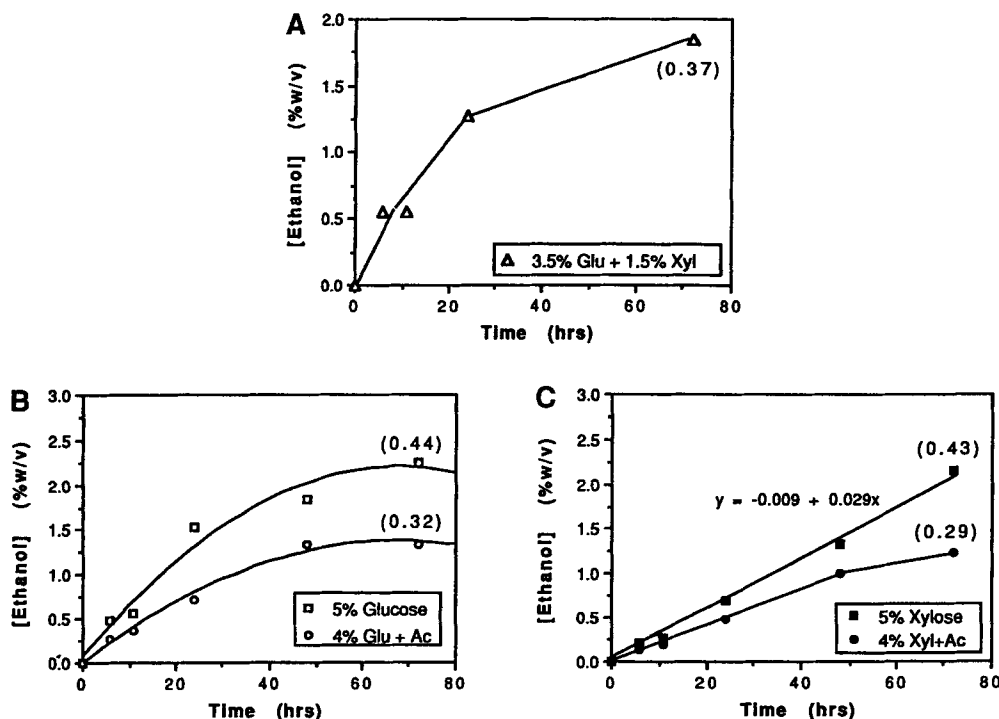 A
[Ethanol] (%w/v)
2.0
1.5
1.0
0.5
0.0
(0.37)
3.5% Glu + 1.5% Xyl
0 20 40 60 80
Time (hrs)
B
[Ethanol] (%w/v)
3.0
2.5
2.0
1.5
1.0
0.5
0.0
(0.44)
(0.32)
5% Glucose
4% Glu + Ac
0 20 40 60 80
Time (hrs)
C
[Ethanol] (%w/v)
3.0
2.5
2.0
1.5
1.0
0.5
0.0
(0.43)
y = -0.009 + 0.029x
(0.29)
5% Xylose
4% Xyl+Ac
0 20 40 60 80
Time (hrs)